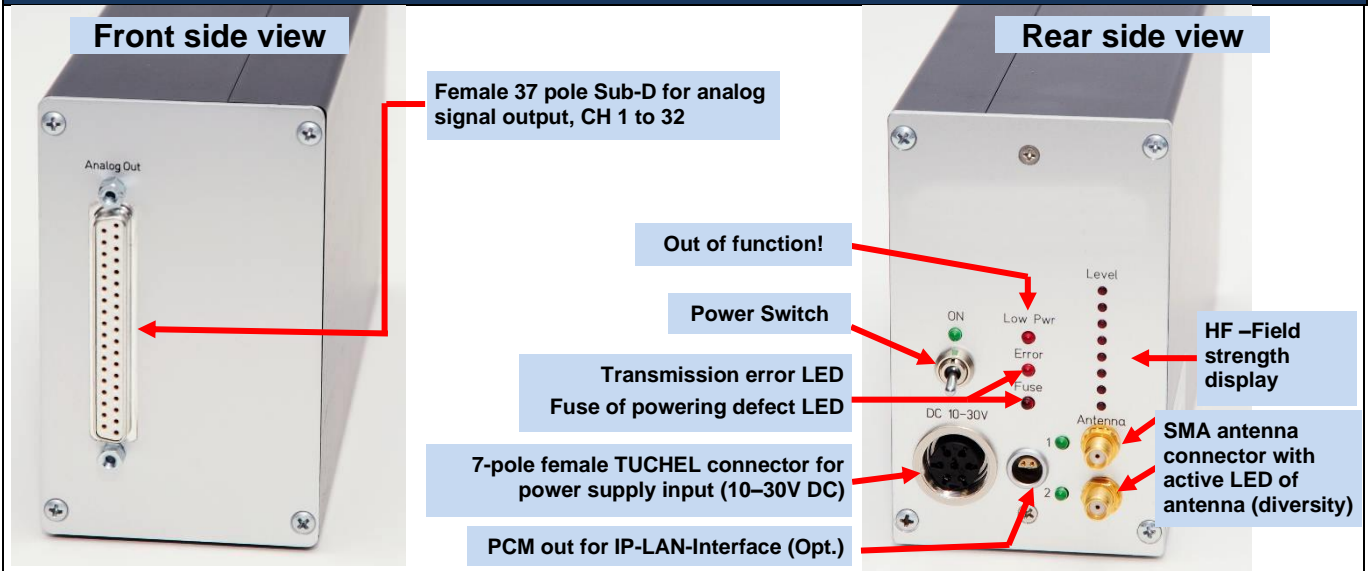 Front side view
Rear side view
Female 37 pole Sub-D for analog
signal output, CH 1 to 32
Analog Out
Out of function!
Level
Power Switch
ON
Low Pwr
HF –Field
strength
display
Error
Transmission error LED
Fuse
Fuse of powering defect LED
DC 10-30V
Antenna
1
2
SMA antenna
connector with
active LED of
antenna (diversity)
7-pole female TUCHEL connector for
power supply input (10–30V DC)
PCM out for IP-LAN-Interface (Opt.)